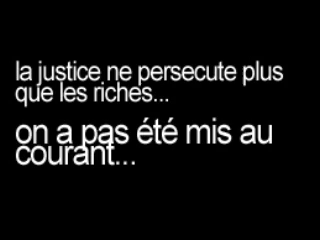 la justice ne persecute plus
que les riches...
on a pas été mis au
courant...